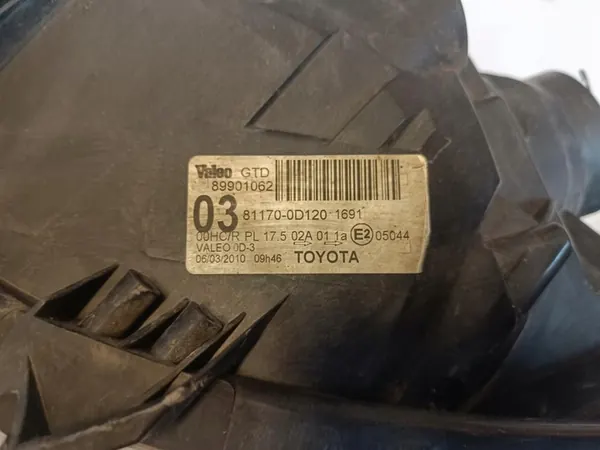 Valeo GTD
89901062
03 81170-0D120 1691
00HC/R PL 17.5 02A 01 1a E2 05044
VALEO 0D-3
05/03/2010 09h46 TOYOTA